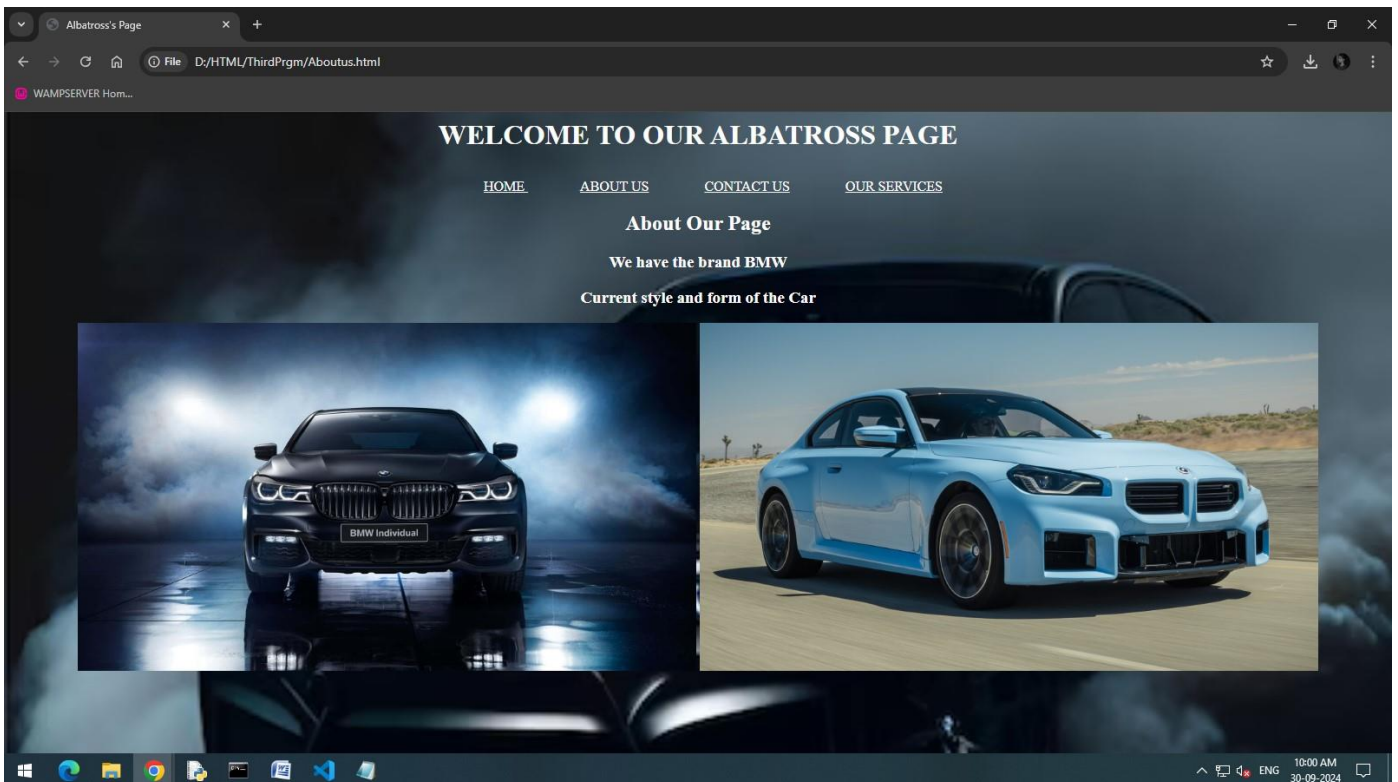 Albatross's Page
File D:/HTML/ThirdPrgm/Aboutus.html
WAMPSERVER Hom...
WELCOME TO OUR ALBATROSS PAGE
HOME ABOUT US CONTACT US OUR SERVICES
About Our Page
We have the brand BMW
Current style and form of the Car
BMW Individual
ENG 10:00 AM
30-09-2024